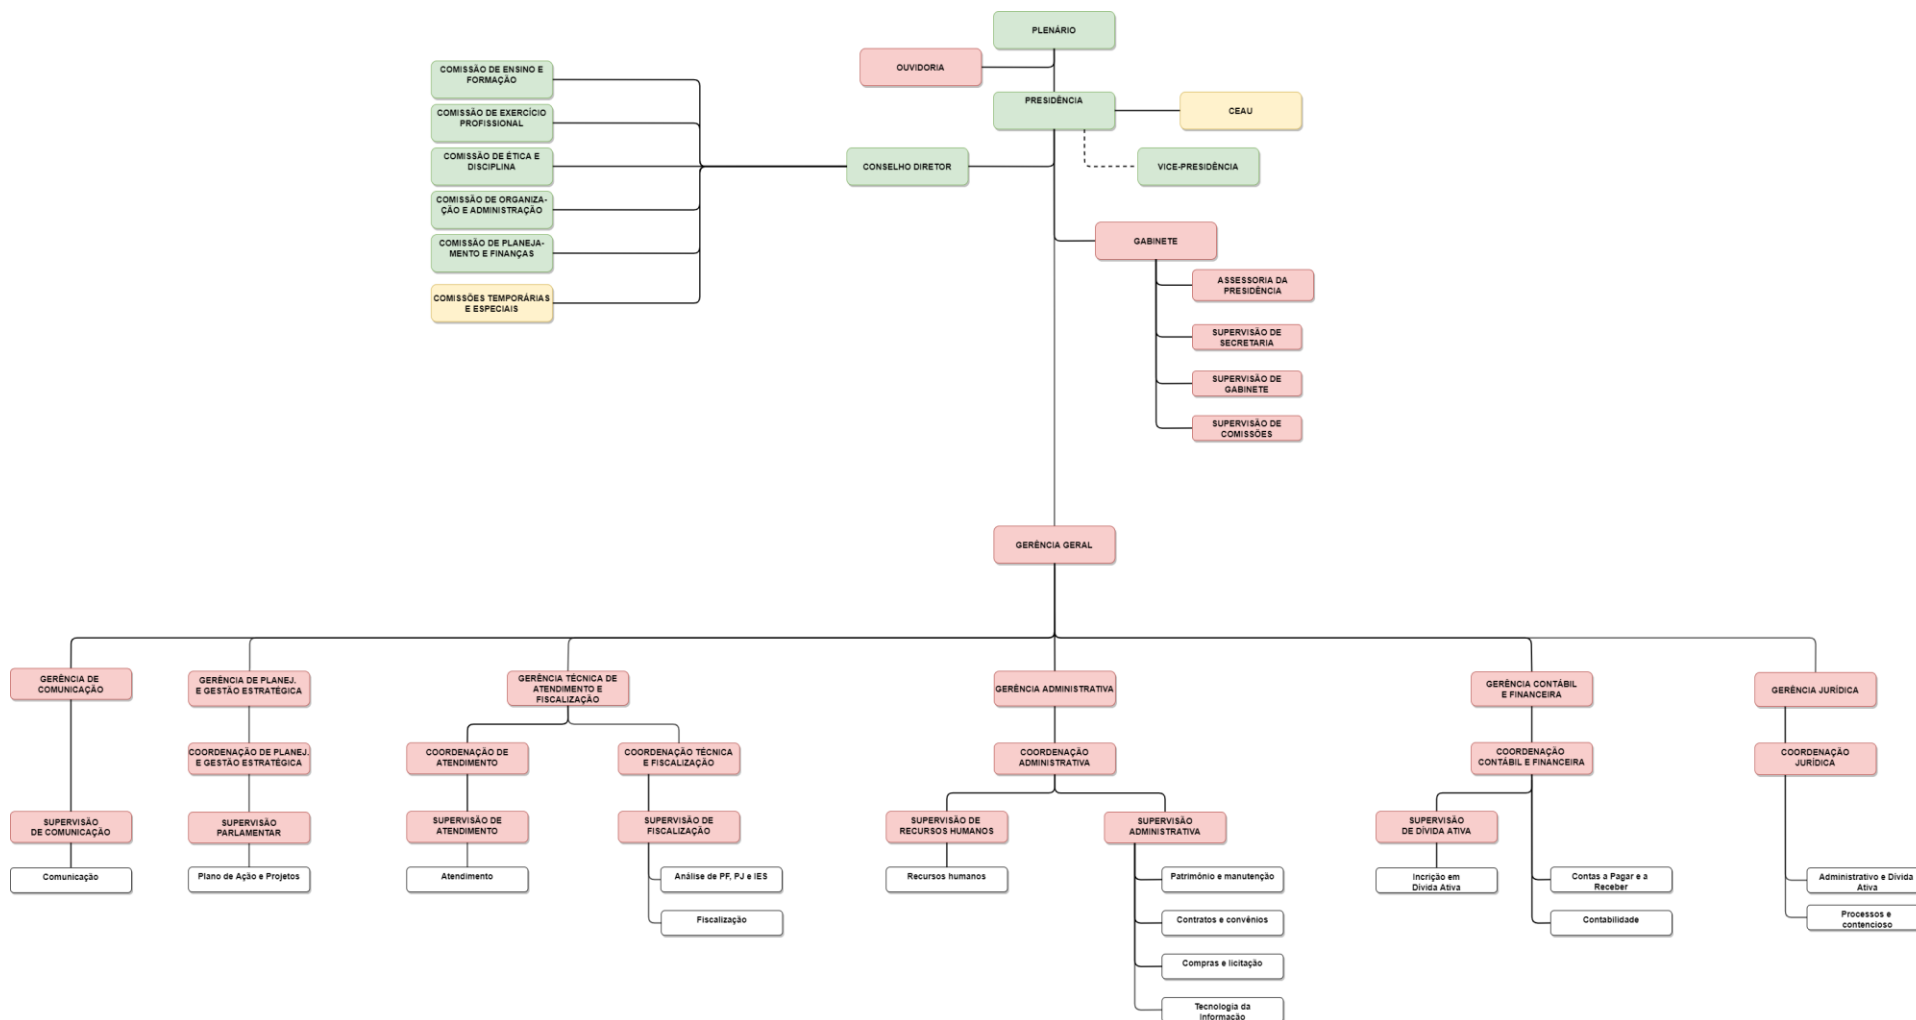 PLENÁRIO
OUVIDORIA
PRESIDÊNCIA
CEAU
CONSELHO DIRETOR
VICE-PRESIDÊNCIA
COMISSÃO DE ENSINO E
FORMAÇÃO
COMISSÃO DE EXERCÍCIO
PROFISSIONAL
COMISSÃO DE ÉTICA E
DISCIPLINA
COMISSÃO DE ORGANIZA-
ÇÃO E ADMINISTRAÇÃO
COMISSÃO DE PLANEJA-
MENTO E FINANÇAS
COMISSÕES TEMPORÁRIAS
E ESPECIAIS
GABINETE
ASSESSORIA DA
PRESIDÊNCIA
SUPERVISÃO DE
SECRETARIA
SUPERVISÃO DE
GABINETE
SUPERVISÃO DE
COMISSÕES
GERÊNCIA GERAL
GERÊNCIA DE
COMUNICAÇÃO
GERÊNCIA DE PLANEJ.
E GESTÃO ESTRATÉGICA
GERÊNCIA TÉCNICA DE
ATENDIMENTO E
FISCALIZAÇÃO
GERÊNCIA ADMINISTRATIVA
GERÊNCIA CONTÁBIL
E FINANCEIRA
GERÊNCIA JURÍDICA
COORDENAÇÃO DE PLANEJ.
E GESTÃO ESTRATÉGICA
COORDENAÇÃO DE
ATENDIMENTO
COORDENAÇÃO TÉCNICA
E FISCALIZAÇÃO
COORDENAÇÃO
ADMINISTRATIVA
COORDENAÇÃO
CONTÁBIL E FINANCEIRA
COORDENAÇÃO
JURÍDICA
SUPERVISÃO
DE COMUNICAÇÃO
SUPERVISÃO
PARLAMENTAR
SUPERVISÃO DE
ATENDIMENTO
SUPERVISÃO DE
FISCALIZAÇÃO
SUPERVISÃO DE
RECURSOS HUMANOS
SUPERVISÃO
ADMINISTRATIVA
SUPERVISÃO
DE DÍVIDA ATIVA
Comunicação
Plano de Ação e Projetos
Atendimento
Análise de PF, PJ e IES
Fiscalização
Recursos humanos
Patrimônio e manutenção
Contratos e convênios
Compras e licitação
Tecnologia da
Informação
Incrição em
Dívida Ativa
Contas a Pagar e a
Receber
Contabilidade
Administrativo e Dívida
Ativa
Processos e
contencioso